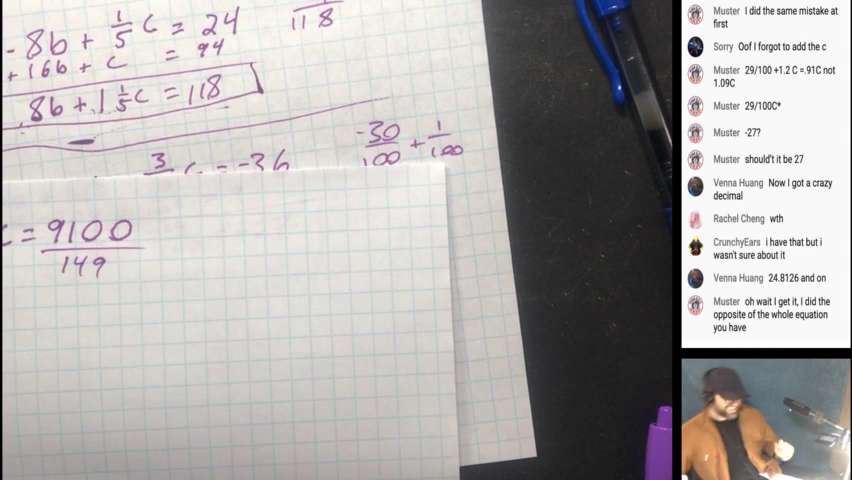 - 8b + 1/5 c = 24
+ 16b + c = 94
8b + 1 1/5 c = 118
118
3
c = -36
-30/100 + 1/100
c = 9100/149
Muster I did the same mistake at
first
Sorry Oof I forgot to add the c
Muster 29/100 +1.2 C =.91C not
1.09C
Muster 29/100C*
Muster -27?
Muster should't it be 27
Venna Huang Now I got a crazy
decimal
Rachel Cheng wth
CrunchyEars i have that but i
wasn't sure about it
Venna Huang 24.8126 and on
Muster oh wait I get it, I did the
opposite of the whole equation
you have